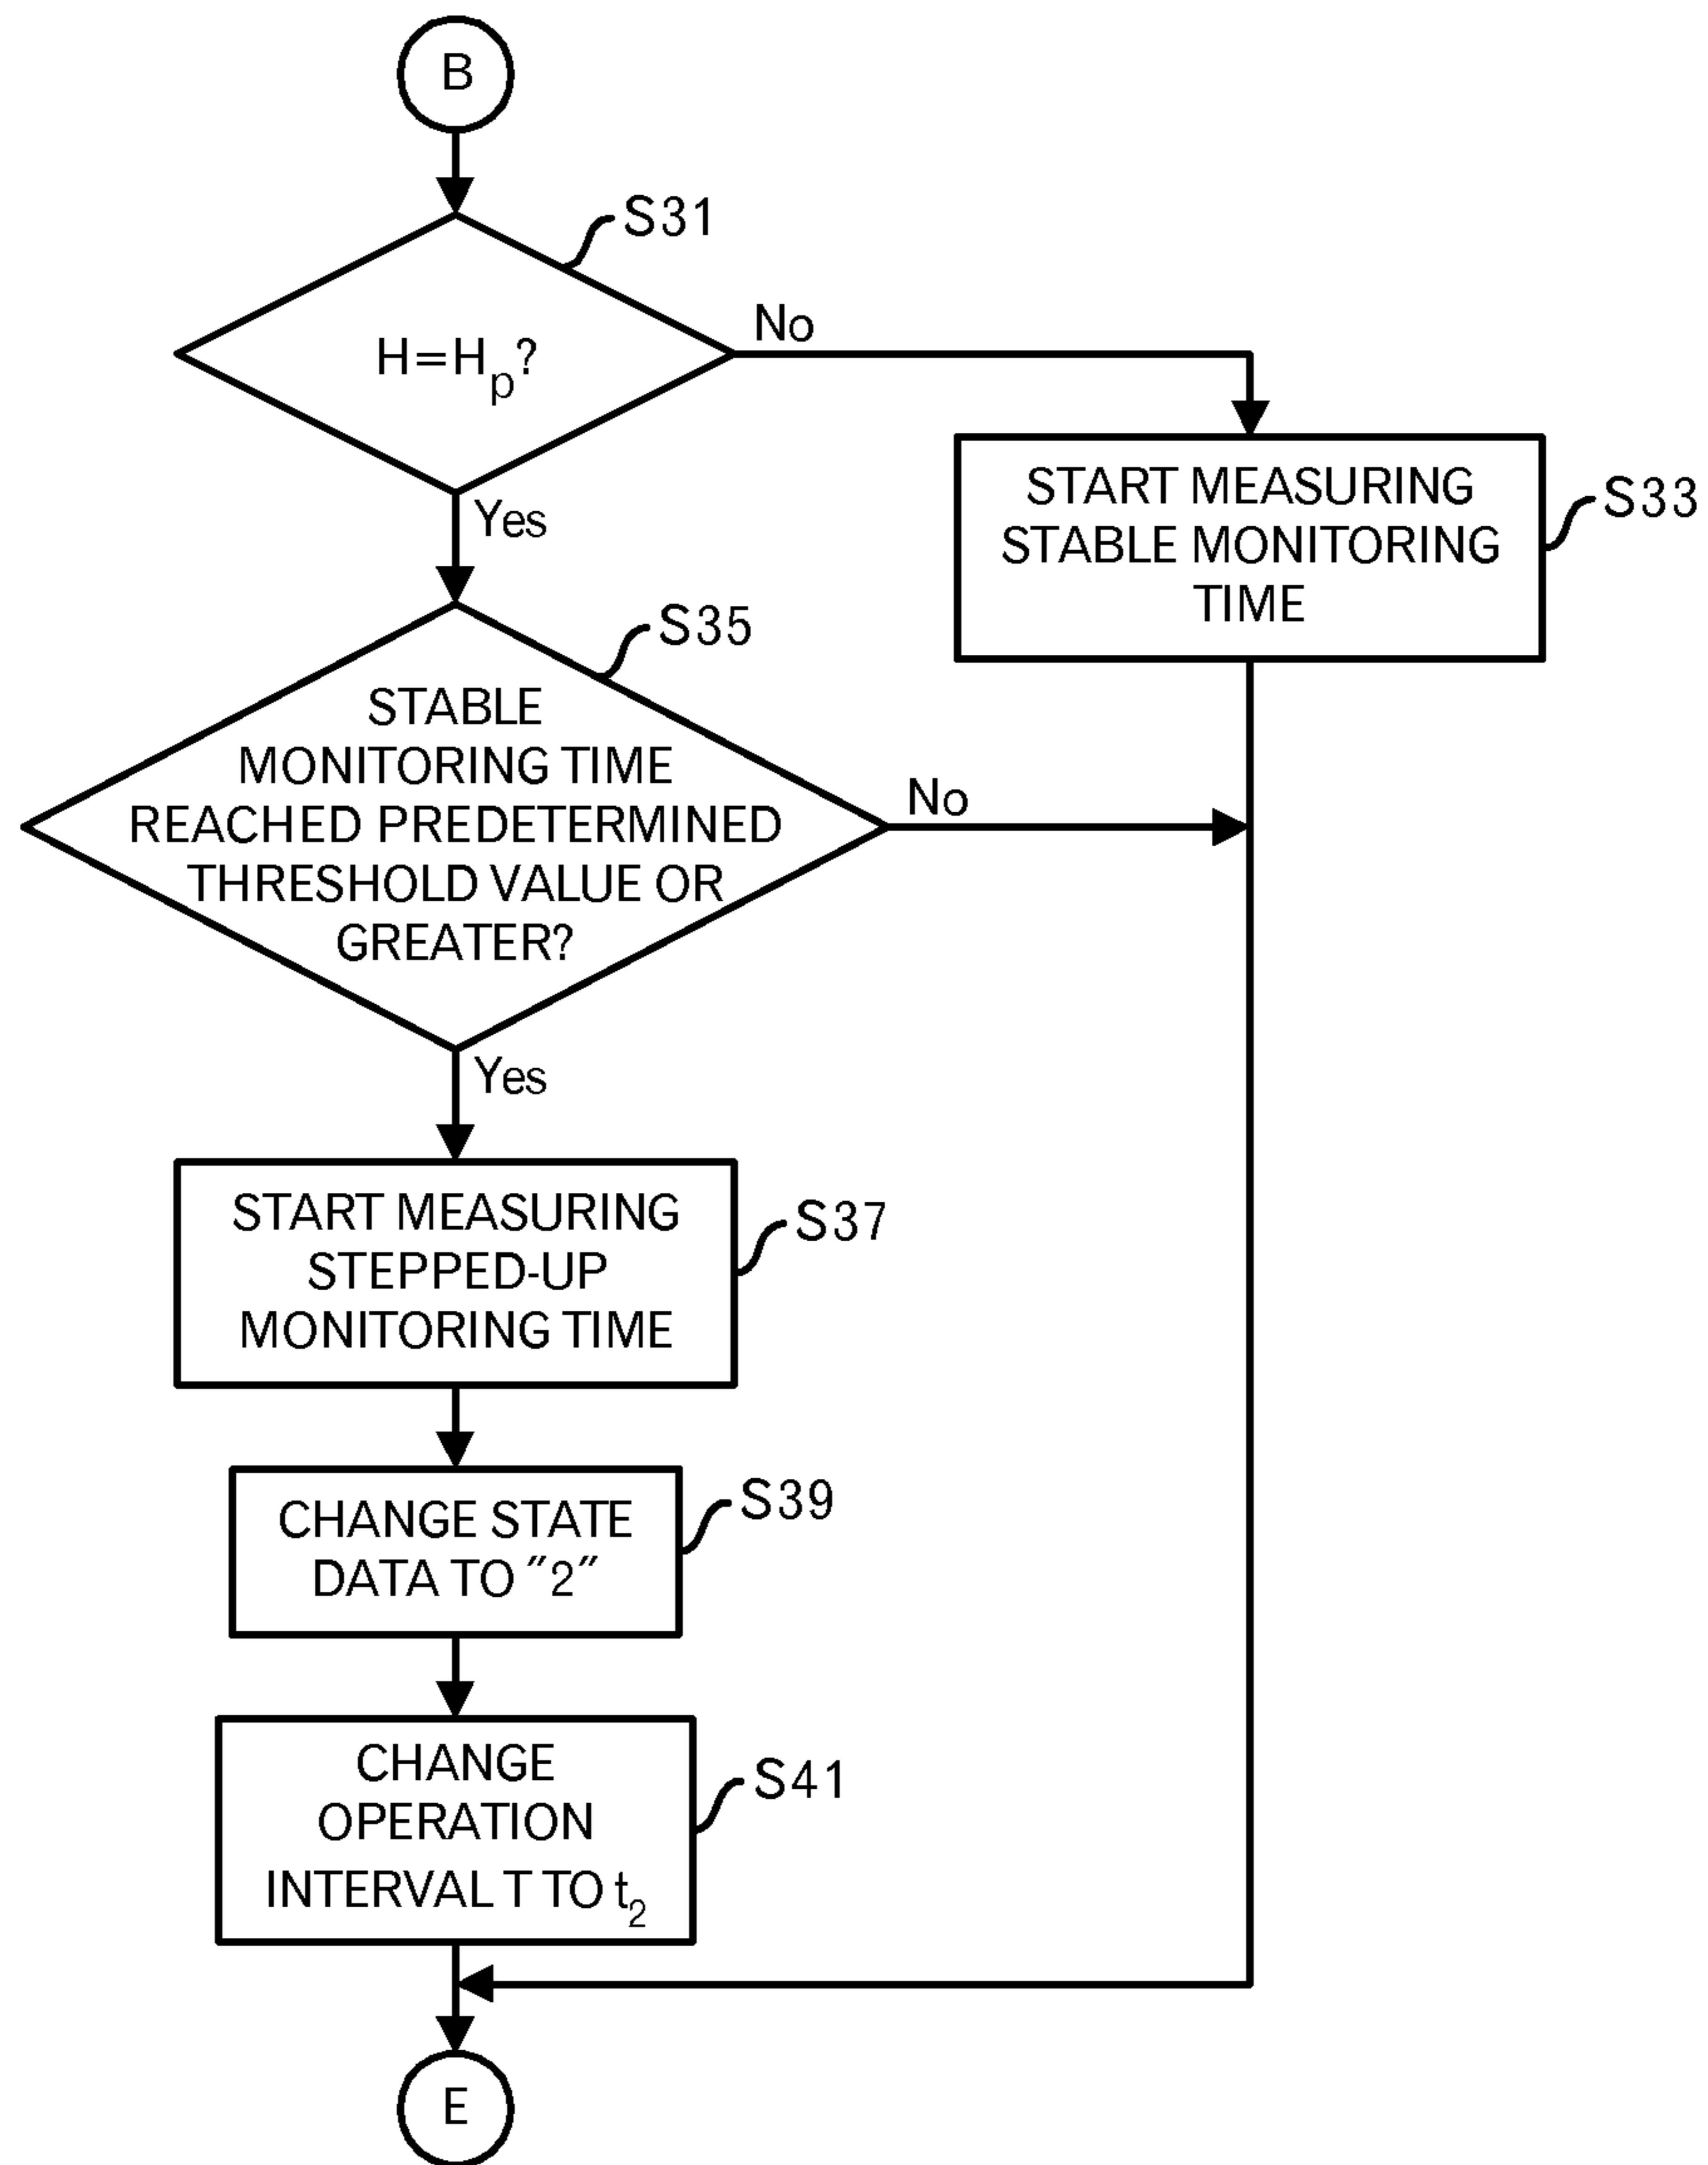 B
S31
H=Hp?
No
Yes
START MEASURING
STABLE MONITORING
TIME
S33
S35
STABLE
MONITORING TIME
REACHED PREDETERMINED
THRESHOLD VALUE OR
GREATER?
No
Yes
START MEASURING
STEPPED-UP
MONITORING TIME
S37
CHANGE STATE
DATA TO "2"
S39
CHANGE
OPERATION
INTERVAL T TO t2
S41
E